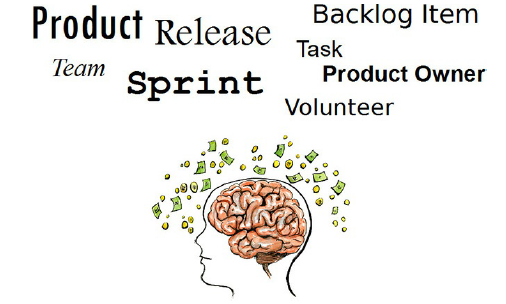 Product Release
Backlog Item
Task
Team
Sprint
Product Owner
Volunteer